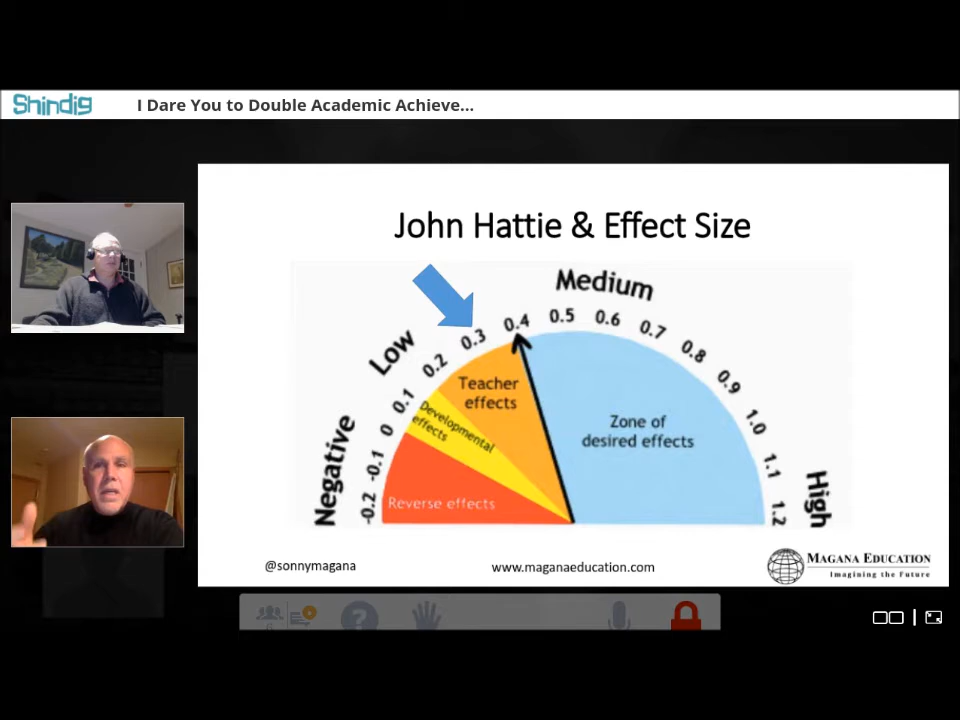 Shindig
I Dare You to Double Academic Achieve...
John Hattie & Effect Size
Negative
Low
Medium
High
-0.2
-0.1
0
0.1
0.2
0.3
0.4
0.5
0.6
0.7
0.8
0.9
1.0
1.1
1.2
Reverse effects
Developmental
effects
Teacher
effects
Zone of
desired effects
@sonnymagana
www.maganaeducation.com
MAGANA EDUCATION
Imagining the Future
?